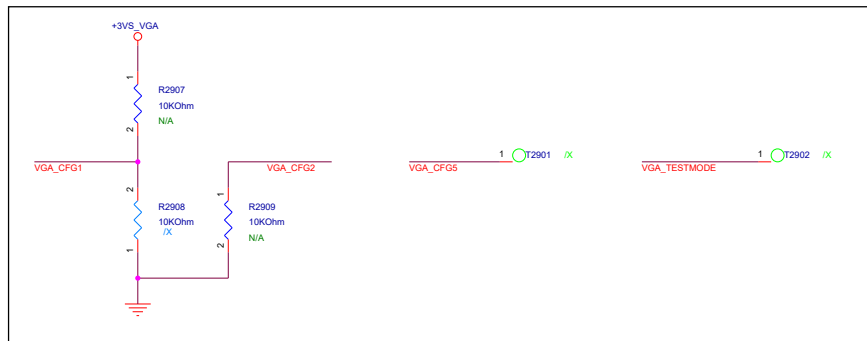 +3VS_VGA
1
R2907
10KOhm
N/A
2
VGA_CFG1
VGA_CFG2
VGA_CFG5
1
T2901
/X
VGA_TESTMODE
1
T2902
/X
2
R2908
10KOhm
/X
1
1
R2909
10KOhm
N/A
2